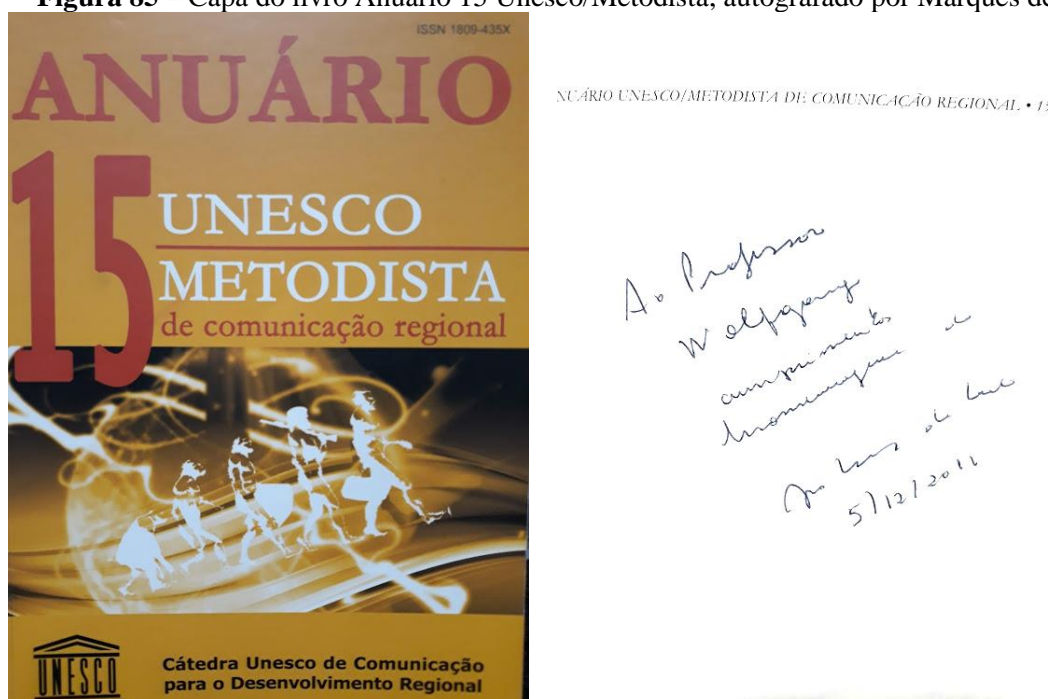 Figura 85 – Capa do livro Anuário 15 Unesco/Metodista, autografado por Marques de
ISSN 1809-435X
ANUÁRIO
15
UNESCO
METODISTA
de comunicação regional
UNESCO
Cátedra Unesco de Comunicação
para o Desenvolvimento Regional
NUÁRIO UNESCO/METODISTA DE COMUNICAÇÃO REGIONAL • 15
Ao Professor
Wolfgang
cumprimentos e
homenagem de
5/12/2011